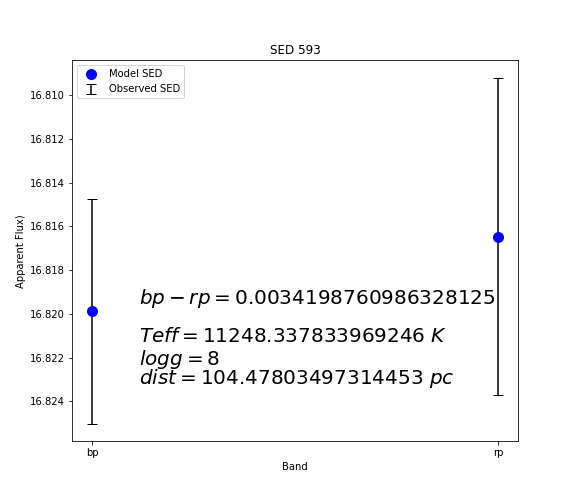 SED 593
Model SED
Observed SED
16.810
16.812
16.814
16.816
16.818
16.820
16.822
16.824
Apparent Flux)
bp − rp = 0.0034198760986328125
Teff = 11248.337833969246 K
logg = 8
dist = 104.47803497314453 pc
bp
rp
Band